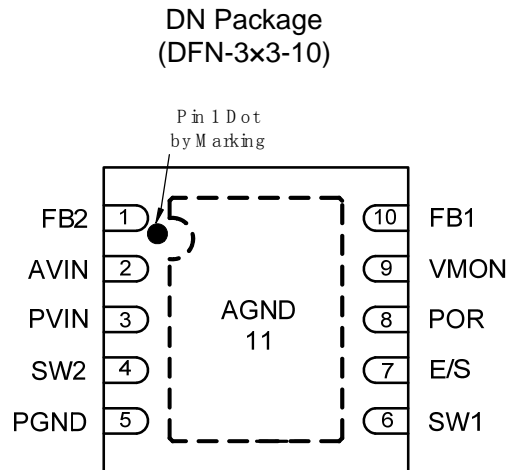 DN Package
(DFN-3×3-10)
Pin 1 Dot
by Marking
FB2 1
10 FB1
AVIN 2
9 VMON
PVIN 3
AGND
11
8 POR
SW2 4
7 E/S
PGND 5
6 SW1